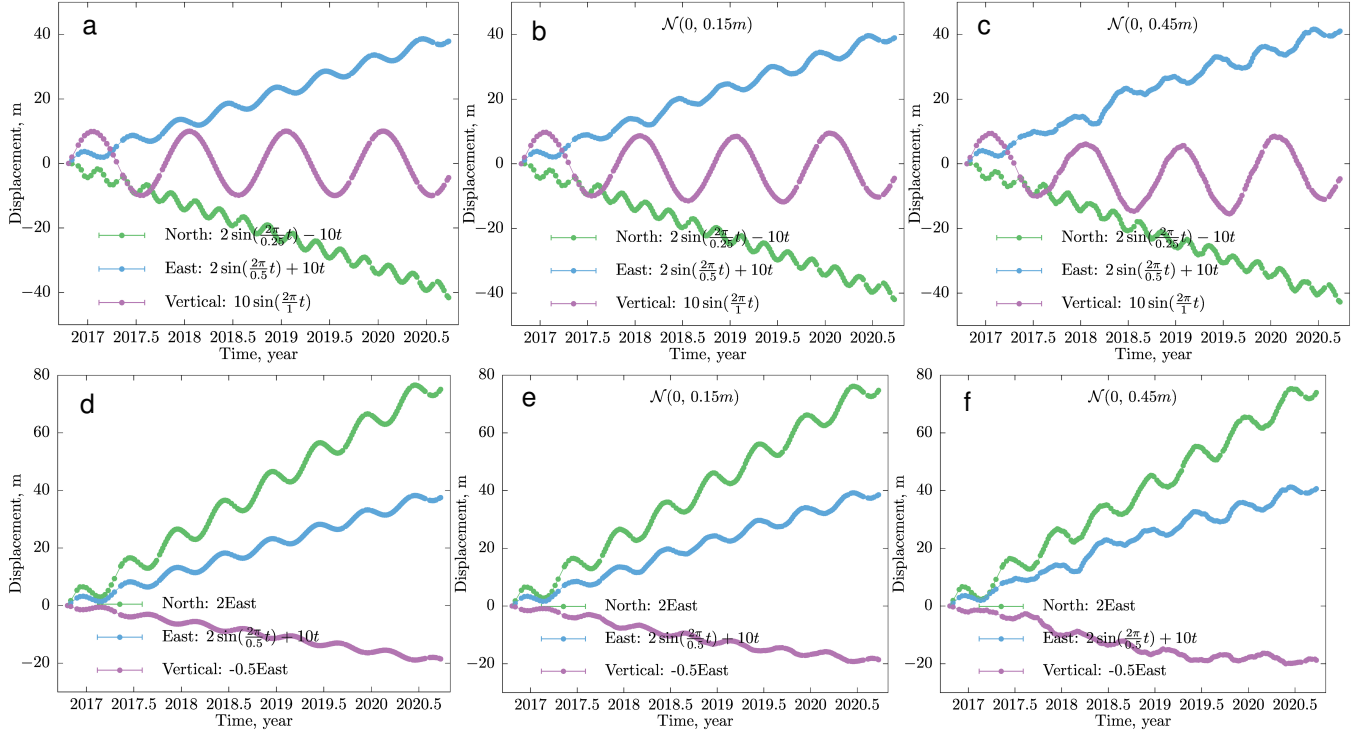 a
40
20
0
−20
−40
Displacement, m
North: 2 sin(2π/0.25 t) − 10t
East: 2 sin(2π/0.5 t) + 10t
Vertical: 10 sin(2π/1 t)
2017 2017.5 2018 2018.5 2019 2019.5 2020 2020.5
Time, year
b
N(0, 0.15m)
40
20
0
−20
−40
Displacement, m
North: 2 sin(2π/0.25 t) − 10t
East: 2 sin(2π/0.5 t) + 10t
Vertical: 10 sin(2π/1 t)
2017 2017.5 2018 2018.5 2019 2019.5 2020 2020.5
Time, year
c
N(0, 0.45m)
40
20
0
−20
−40
Displacement, m
North: 2 sin(2π/0.25 t) − 10t
East: 2 sin(2π/0.5 t) + 10t
Vertical: 10 sin(2π/1 t)
2017 2017.5 2018 2018.5 2019 2019.5 2020 2020.5
Time, year
d
80
60
40
20
0
−20
Displacement, m
North: 2East
East: 2 sin(2π/0.5 t) + 10t
Vertical: -0.5East
2017 2017.5 2018 2018.5 2019 2019.5 2020 2020.5
Time, year
e
N(0, 0.15m)
80
60
40
20
0
−20
Displacement, m
North: 2East
East: 2 sin(2π/0.5 t) + 10t
Vertical: -0.5East
2017 2017.5 2018 2018.5 2019 2019.5 2020 2020.5
Time, year
f
N(0, 0.45m)
80
60
40
20
0
−20
Displacement, m
North: 2East
East: 2 sin(2π/0.5 t) + 10t
Vertical: -0.5East
2017 2017.5 2018 2018.5 2019 2019.5 2020 2020.5
Time, year